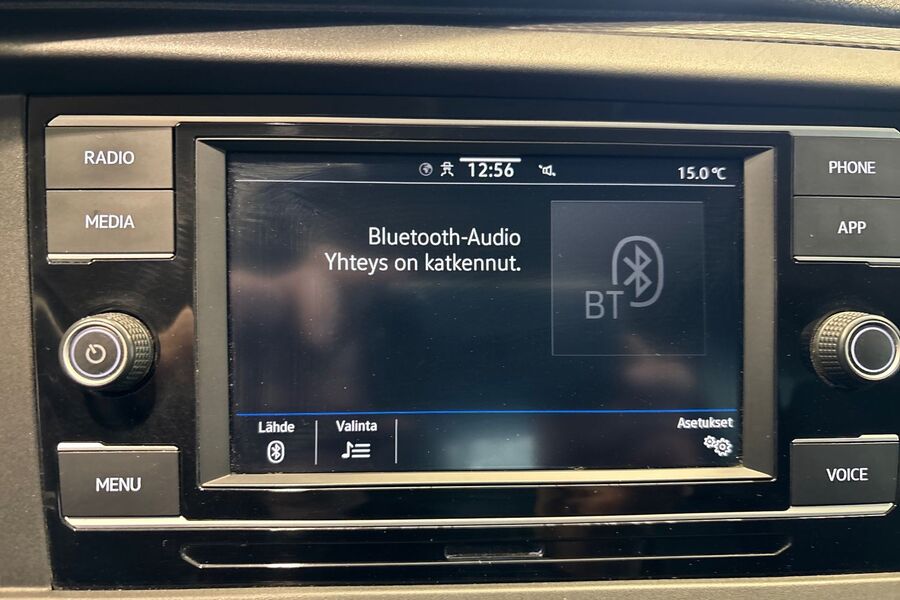 RADIO
MEDIA
MENU
12:56
15.0 °C
Bluetooth-Audio
Yhteys on katkennut.
BT
Lähde
Valinta
Asetukset
PHONE
APP
VOICE